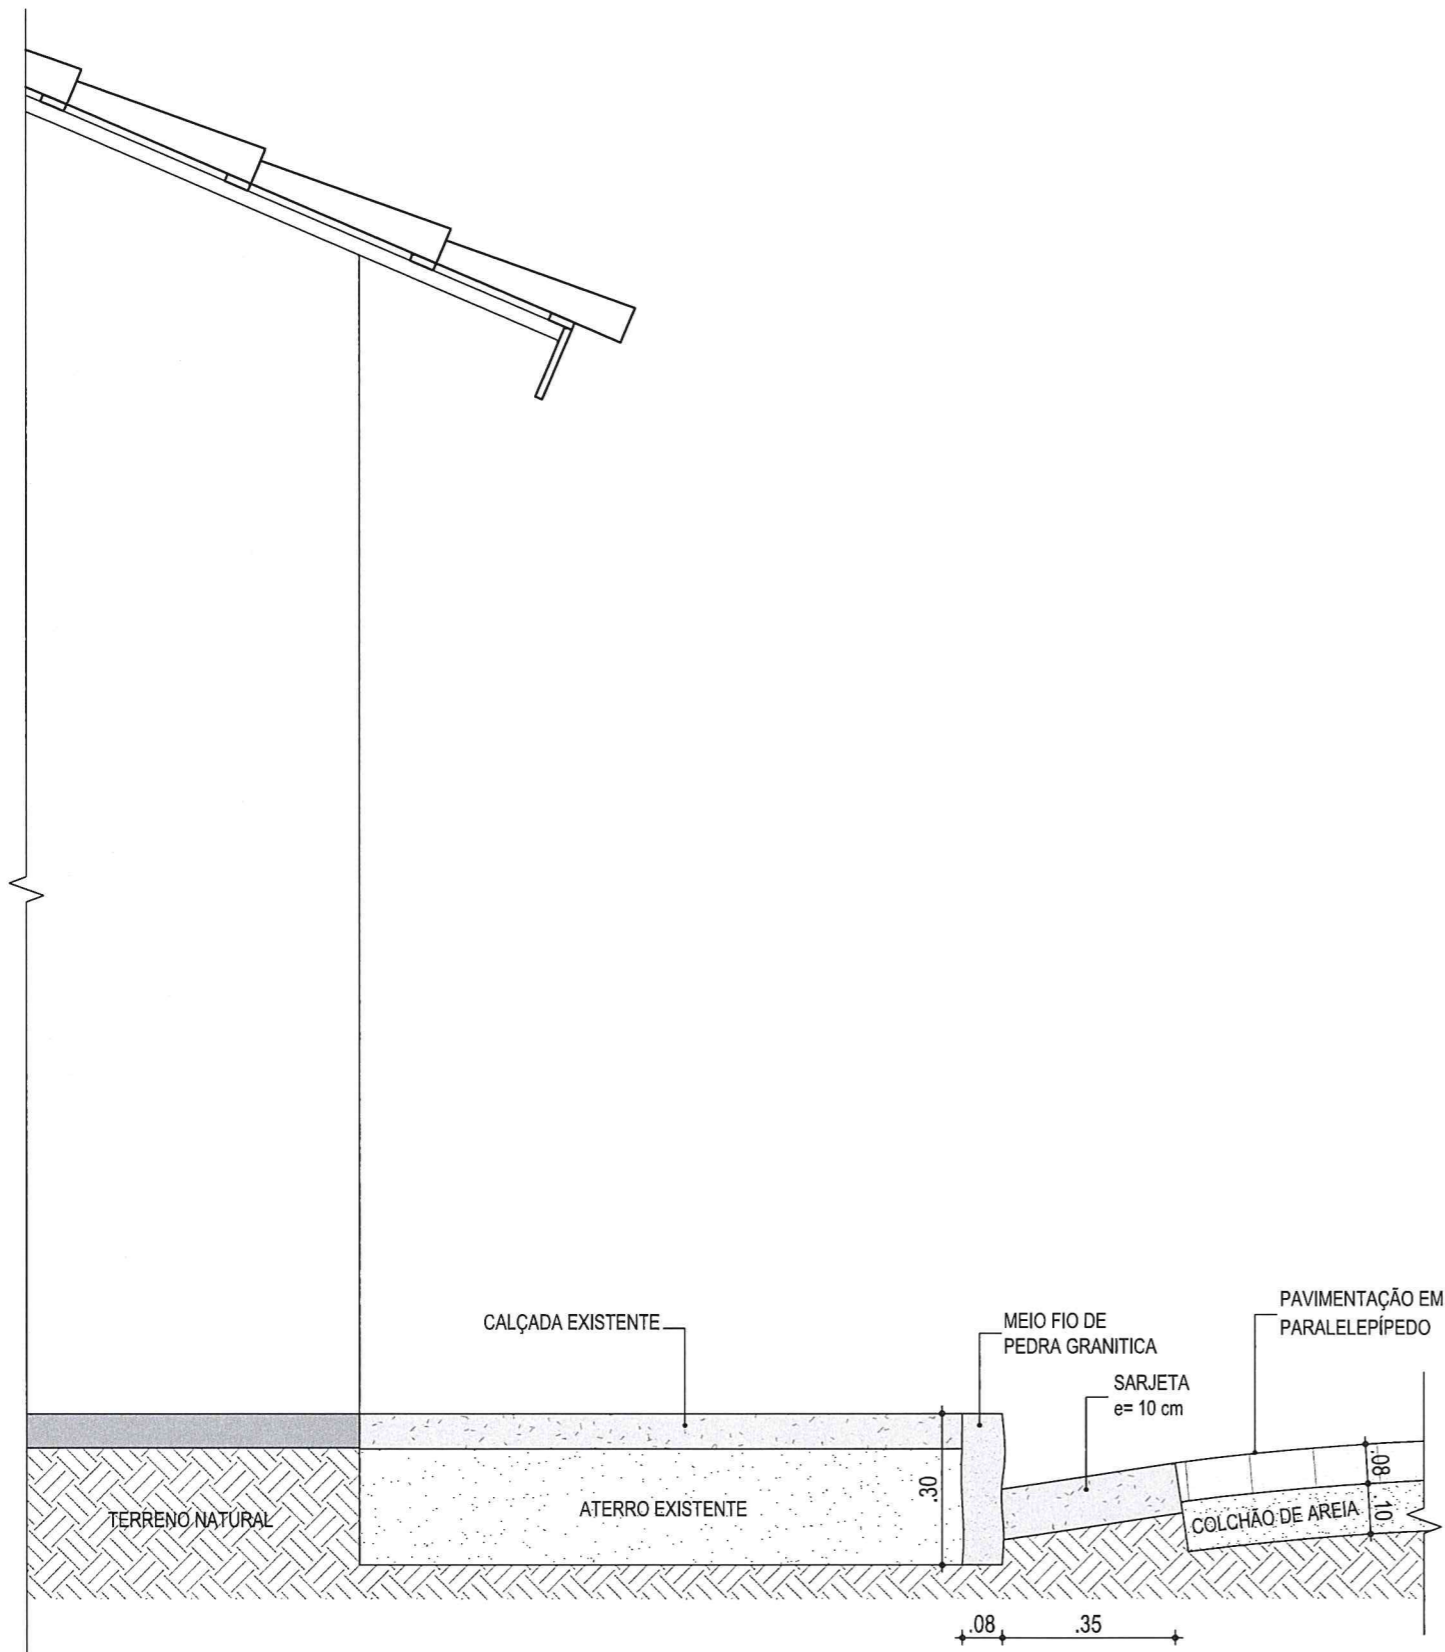 CALÇADA EXISTENTE
MEIO FIO DE
PEDRA GRANITICA
PAVIMENTAÇÃO EM
PARALELEPÍPEDO
SARJETA
e= 10 cm
TERRENO NATURAL
ATERRO EXISTENTE
.30
COLCHÃO DE AREIA
.08
.10
.08
.35